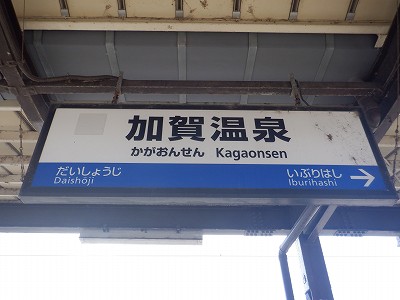 加賀温泉
かがおんせん Kagaonsen
だいしょうじ いぶりはし
Daishōji Iburihashi